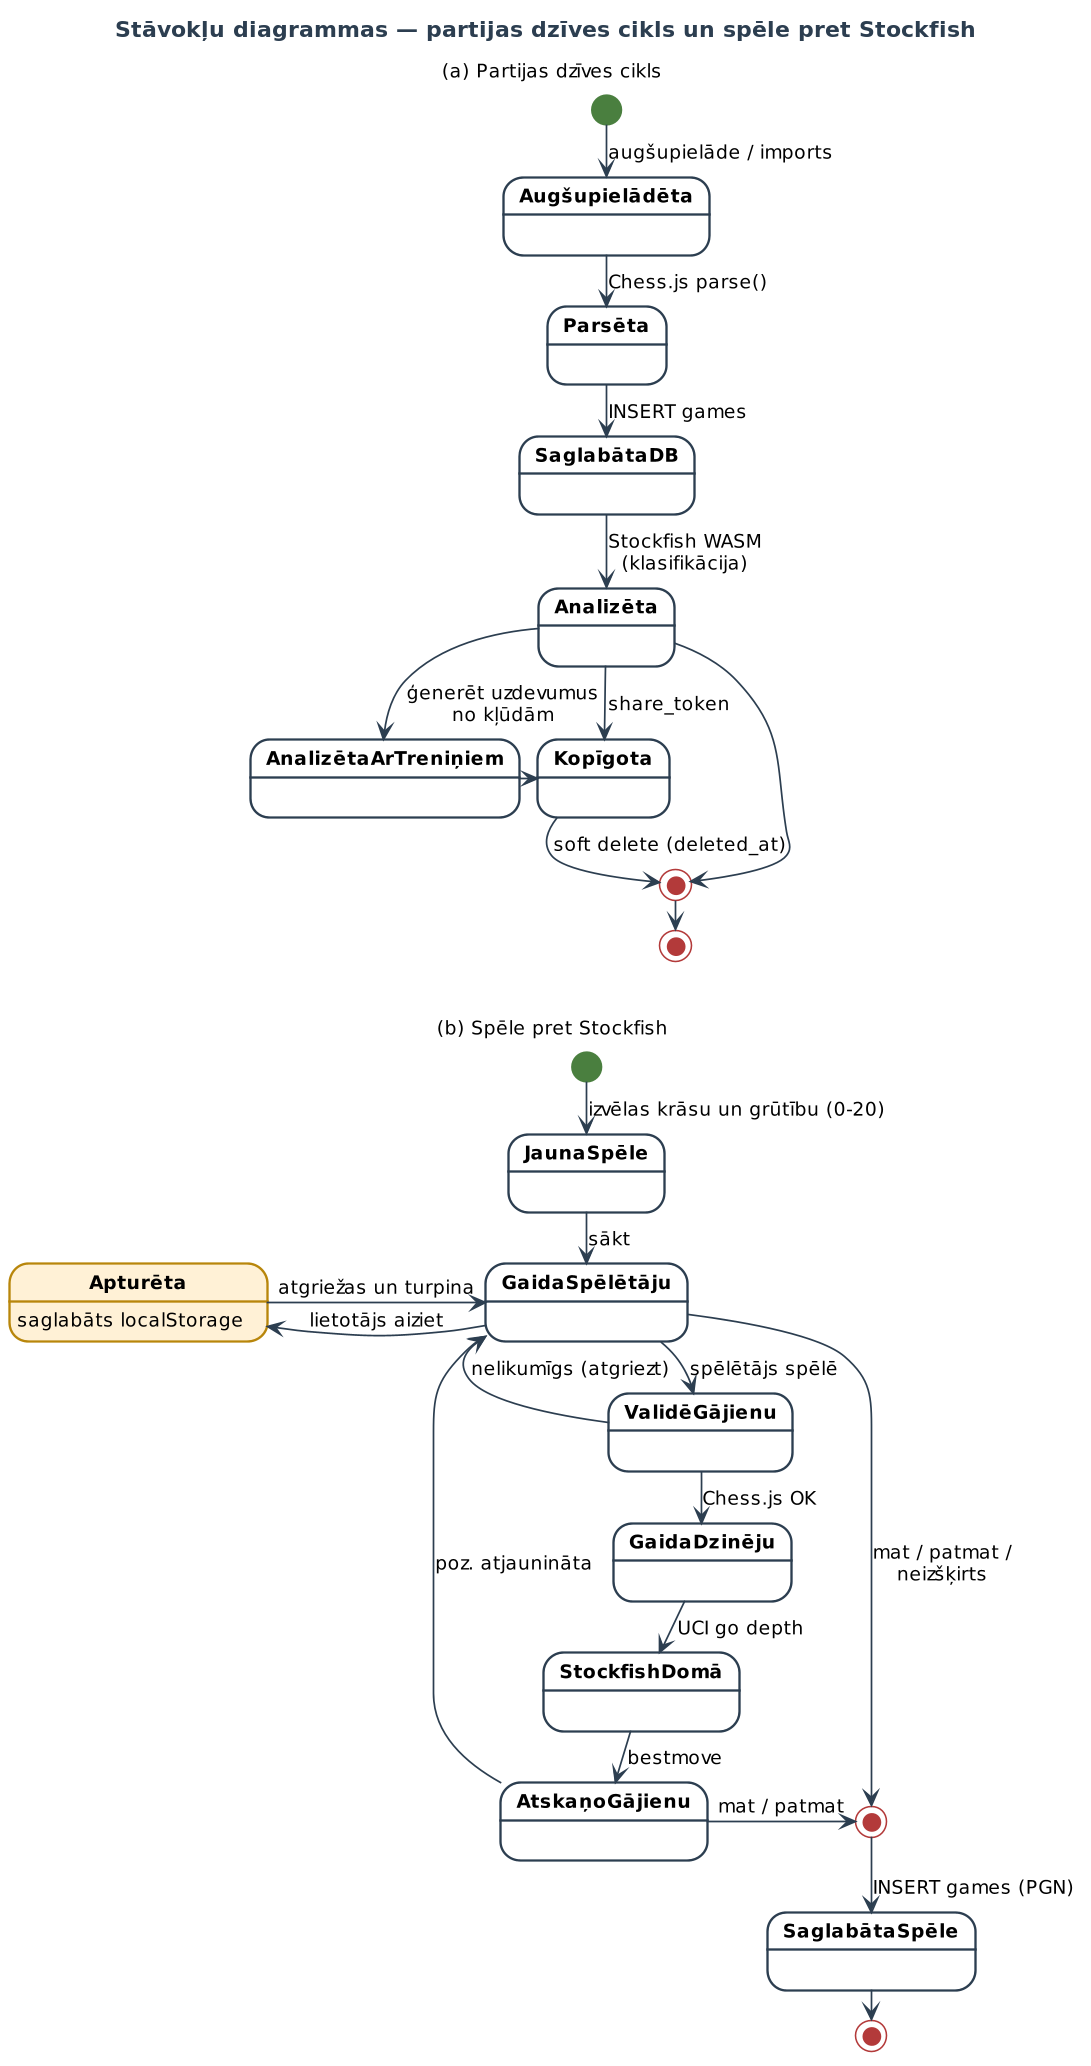 Stāvokļu diagrammas — partijas dzīves cikls un spēle pret Stockfish
(a) Partijas dzīves cikls
augšupielāde / imports
Augšupielādēta
Chess.js parse()
Parsēta
INSERT games
SaglabātaDB
Stockfish WASM
(klasifikācija)
Analizēta
ģenerēt uzdevumus
no kļūdām
share_token
AnalizētaArTreniņiem
Kopīgota
soft delete (deleted_at)
(b) Spēle pret Stockfish
izvēlas krāsu un grūtību (0-20)
JaunaSpēle
sākt
Apturēta
saglabāts localStorage
atgriežas un turpina
lietotājs aiziet
GaidaSpēlētāju
nelikumīgs (atgriezt)
spēlētājs spēlē
ValidēGājienu
Chess.js OK
GaidaDzinēju
mat / patmat /
neizšķirts
poz. atjaunināta
UCI go depth
StockfishDomā
bestmove
AtskaņoGājienu
mat / patmat
INSERT games (PGN)
SaglabātaSpēle